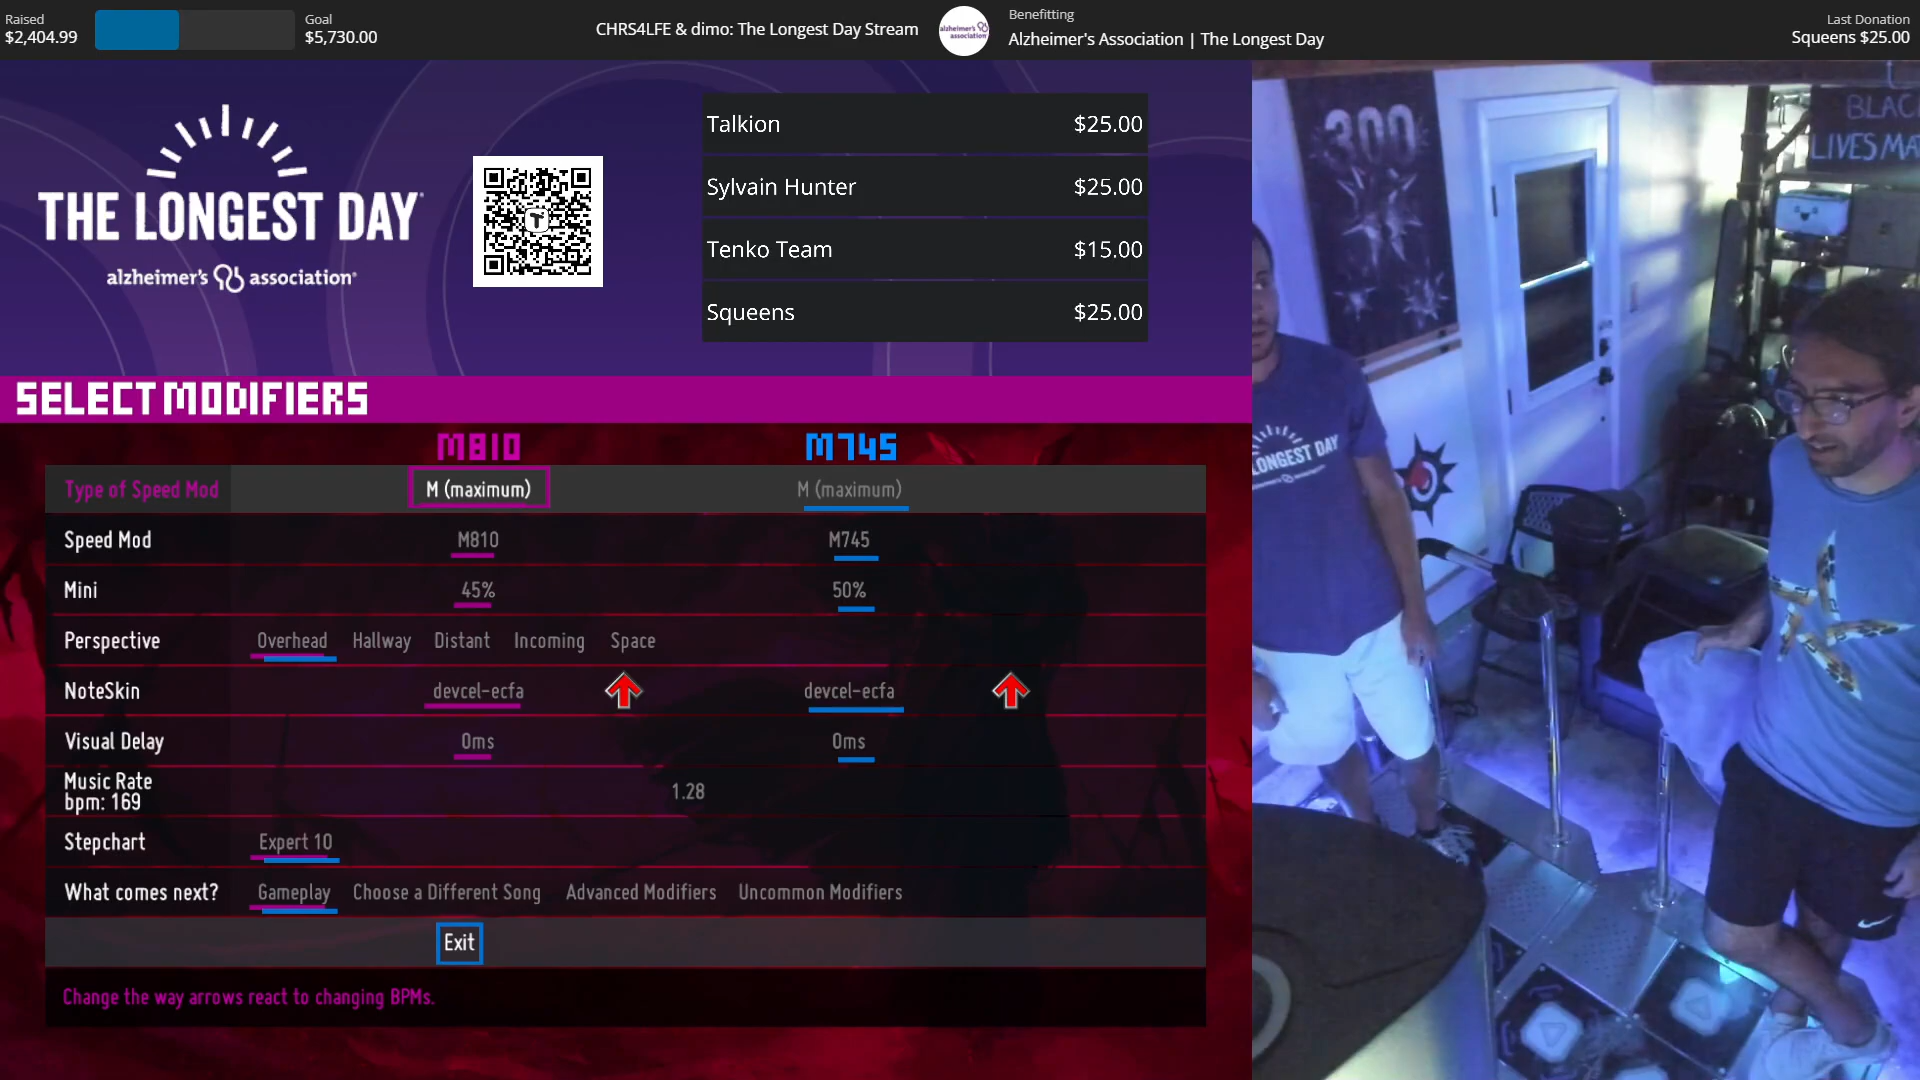 Raised
$2,404.99
Goal
$5,730.00
CHRS4LFE & dimo: The Longest Day Stream
alzheimer's association
Benefitting
Alzheimer's Association | The Longest Day
Last Donation
Squeens $25.00
THE LONGEST DAY
alzheimer's association
Talkion $25.00
Sylvain Hunter $25.00
Tenko Team $15.00
Squeens $25.00
300
BLAC
LIVES MA
LONGEST DAY
SELECT MODIFIERS
M810 M745
Type of Speed Mod M (maximum) M (maximum)
Speed Mod M810 M745
Mini 45% 50%
Perspective Overhead Hallway Distant Incoming Space
NoteSkin devcel-ecfa devcel-ecfa
Visual Delay 0ms 0ms
Music Rate
bpm: 169 1.28
Stepchart Expert 10
What comes next? Gameplay Choose a Different Song Advanced Modifiers Uncommon Modifiers
Exit
Change the way arrows react to changing BPMs.